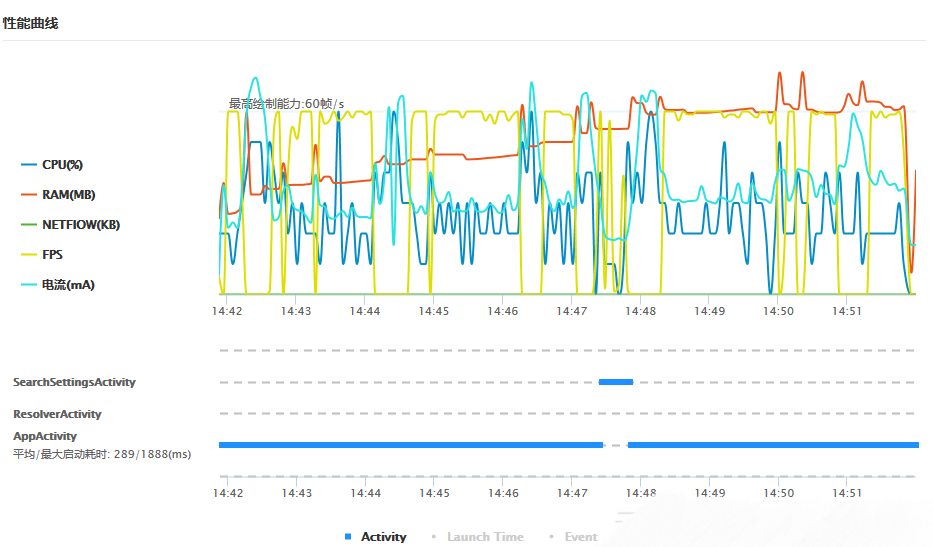 性能曲线
最高绘制能力:60帧/s
CPU(%)
RAM(MB)
NETFIOW(KB)
FPS
电流(mA)
14:42 14:43 14:44 14:45 14:46 14:47 14:48 14:49 14:50 14:51
SearchSettingsActivity
ResolverActivity
AppActivity
平均/最大启动耗时: 289/1888(ms)
14:42 14:43 14:44 14:45 14:46 14:47 14:48 14:49 14:50 14:51
Activity Launch Time Event